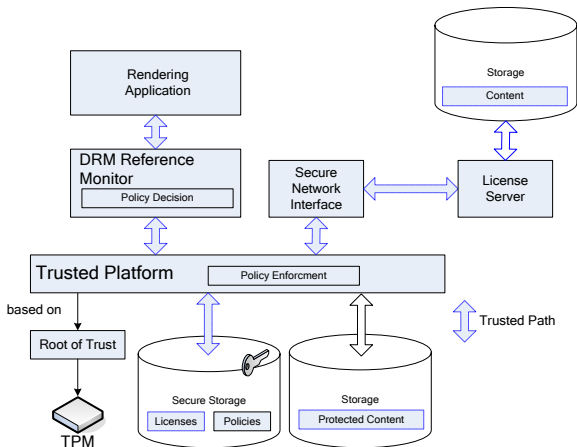 Rendering
Application
Storage
Content
DRM Reference
Monitor
Policy Decision
Secure
Network
Interface
License
Server
Trusted Platform
Policy Enforcment
based on
Root of Trust
TPM
Secure Storage
Licenses
Policies
Storage
Protected Content
Trusted Path